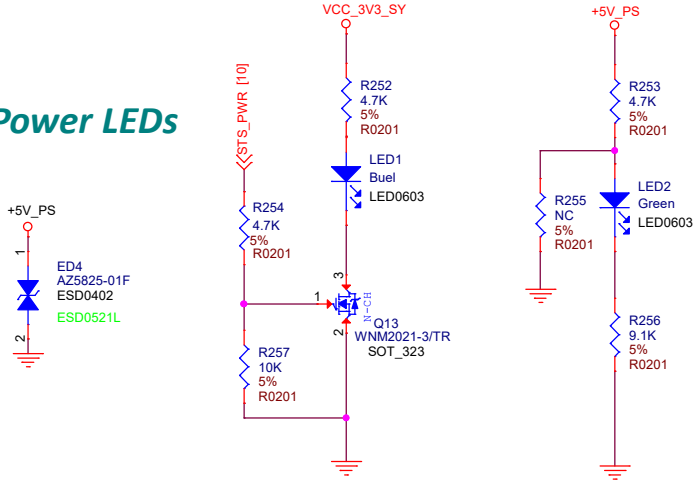 Power LEDs
+5V_PS
1
ED4
AZ5825-01F
ESD0402
ESD0521L
2
STS_PWR [10]
R254
4.7K
5%
R0201
R257
10K
5%
R0201
VCC_3V3_SY
R252
4.7K
5%
R0201
LED1
Buel
LED0603
3
1
N-CH
2
Q13
WNM2021-3/TR
SOT_323
+5V_PS
R253
4.7K
5%
R0201
R255
NC
5%
R0201
LED2
Green
LED0603
R256
9.1K
5%
R0201